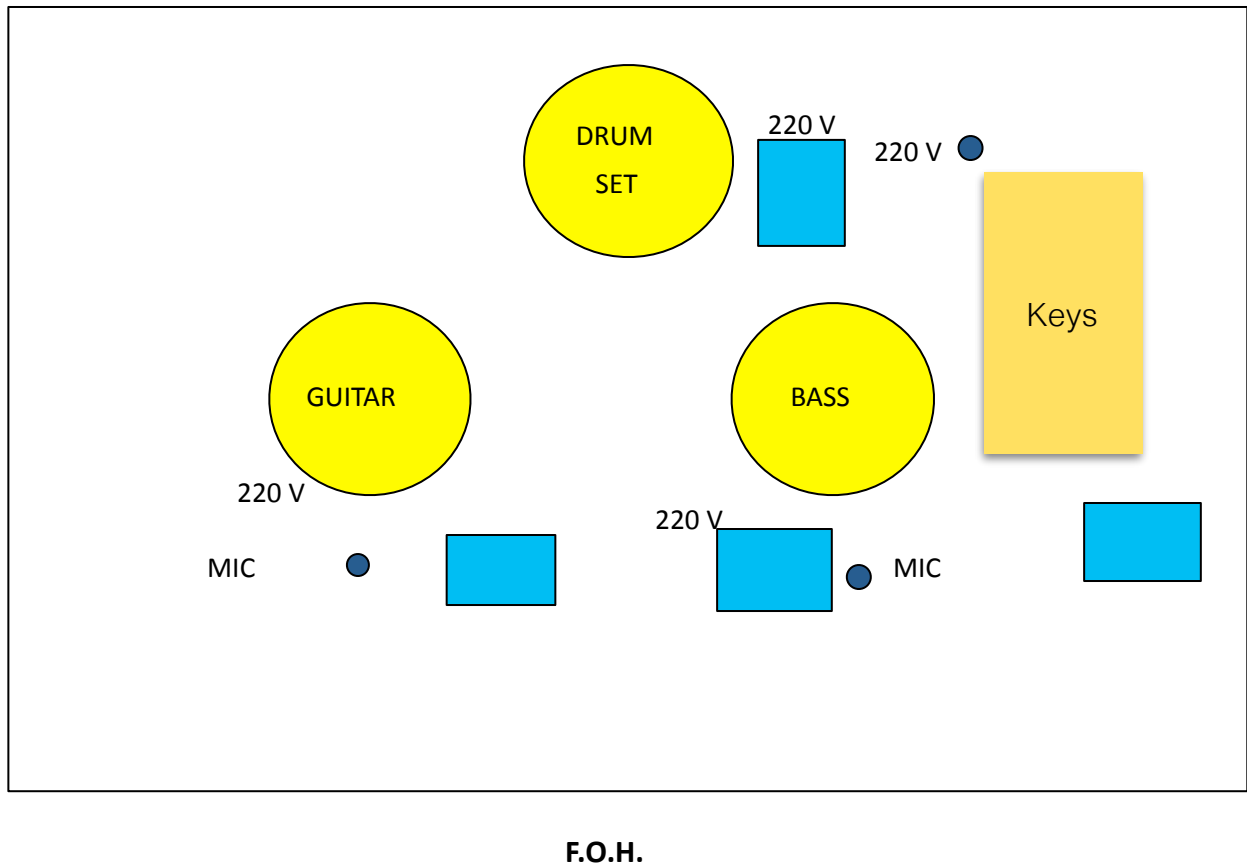 DRUM
SET
220 V
220 V
Keys
GUITAR
BASS
220 V
220 V
MIC
MIC
F.O.H.